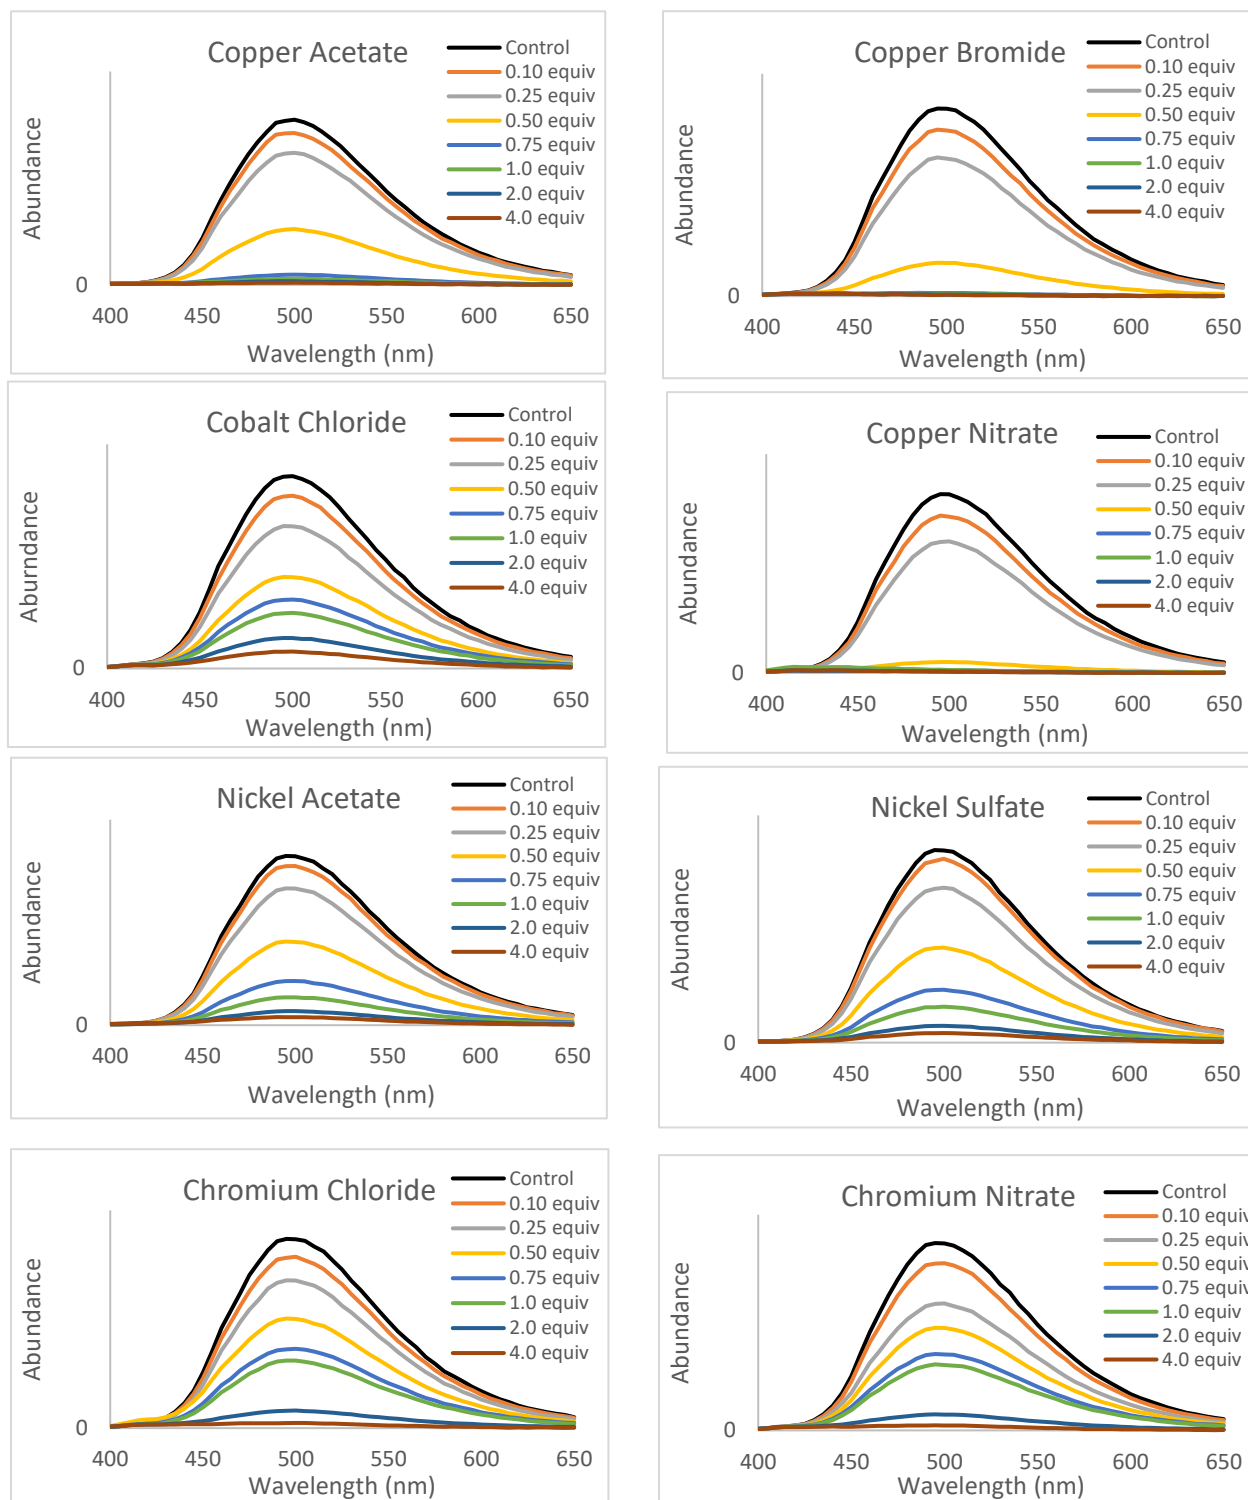 Copper Acetate
Control
0.10 equiv
0.25 equiv
0.50 equiv
0.75 equiv
1.0 equiv
2.0 equiv
4.0 equiv
Abundance
0
400 450 500 550 600 650
Wavelength (nm)
Copper Bromide
Control
0.10 equiv
0.25 equiv
0.50 equiv
0.75 equiv
1.0 equiv
2.0 equiv
4.0 equiv
Abundance
0
400 450 500 550 600 650
Wavelength (nm)
Cobalt Chloride
Control
0.10 equiv
0.25 equiv
0.50 equiv
0.75 equiv
1.0 equiv
2.0 equiv
4.0 equiv
Aburndance
0
400 450 500 550 600 650
Wavelength (nm)
Copper Nitrate
Control
0.10 equiv
0.25 equiv
0.50 equiv
0.75 equiv
1.0 equiv
2.0 equiv
4.0 equiv
Abundance
0
400 450 500 550 600 650
Wavelength (nm)
Nickel Acetate
Control
0.10 equiv
0.25 equiv
0.50 equiv
0.75 equiv
1.0 equiv
2.0 equiv
4.0 equiv
Abundance
0
400 450 500 550 600 650
Wavelength (nm)
Nickel Sulfate
Control
0.10 equiv
0.25 equiv
0.50 equiv
0.75 equiv
1.0 equiv
2.0 equiv
4.0 equiv
Abundance
0
400 450 500 550 600 650
Wavelength (nm)
Chromium Chloride
Control
0.10 equiv
0.25 equiv
0.50 equiv
0.75 equiv
1.0 equiv
2.0 equiv
4.0 equiv
Abundance
0
400 450 500 550 600 650
Wavelength (nm)
Chromium Nitrate
Control
0.10 equiv
0.25 equiv
0.50 equiv
0.75 equiv
1.0 equiv
2.0 equiv
4.0 equiv
Abundance
0
400 450 500 550 600 650
Wavelength (nm)